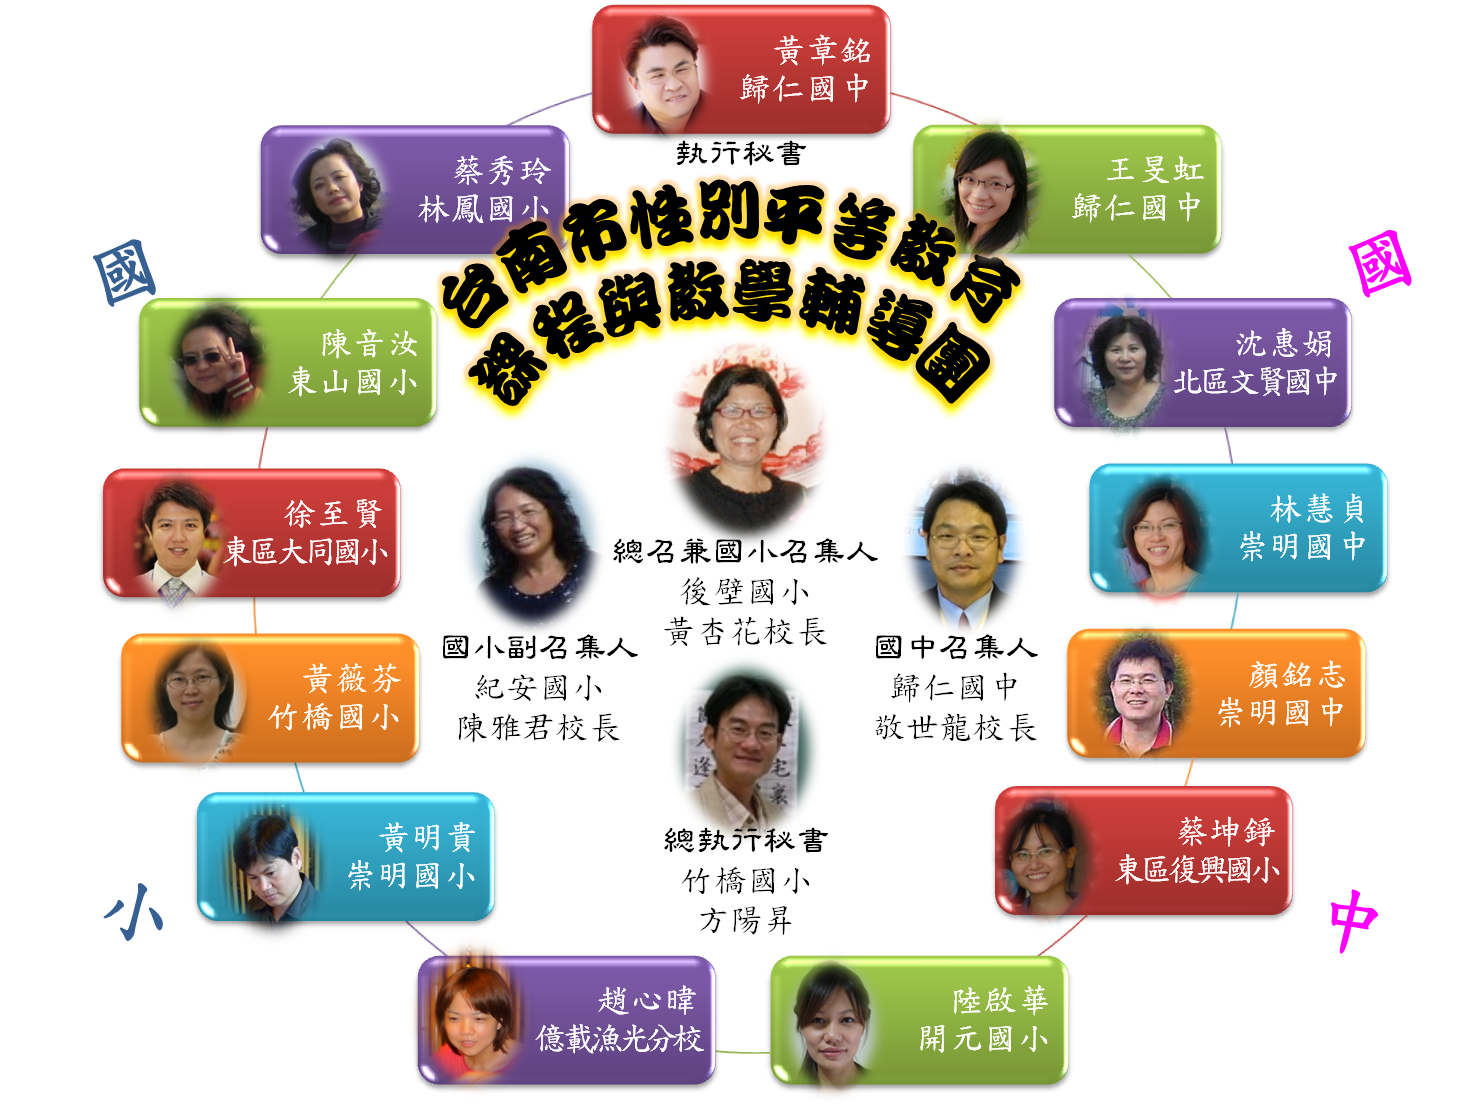 黃章銘
歸仁國中
執行秘書
蔡秀玲
林鳳國小
王旻虹
歸仁國中
台南市性別平等教育
課程與教學輔導團
國
國
陳音汝
東山國小
沈惠娟
北區文賢國中
徐至賢
東區大同國小
林慧貞
崇明國中
總召兼國小召集人
後壁國小
黃杏花校長
國小副召集人
紀安國小
陳雅君校長
國中召集人
歸仁國中
敬世龍校長
黃薇芬
竹橋國小
顏銘志
崇明國中
黃明貴
崇明國小
總執行秘書
竹橋國小
方陽昇
蔡坤錚
東區復興國小
小
中
趙心暐
億載漁光分校
陸啟華
開元國小